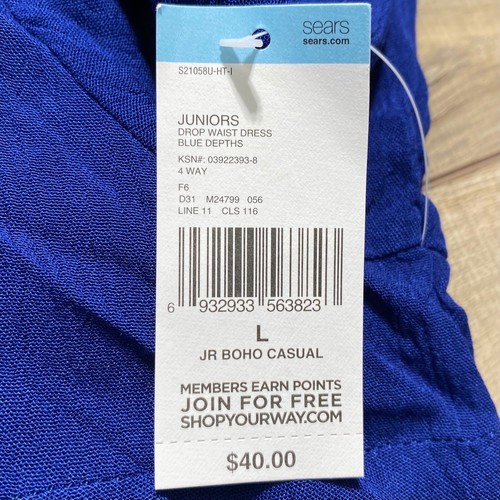 sears
sears.com
S21058U-HT-I
JUNIORS
DROP WAIST DRESS
BLUE DEPTHS
KSN#: 03922393-8
4 WAY
F6
D31 M24799 056
LINE 11 CLS 116
6 932933 563823
L
JR BOHO CASUAL
MEMBERS EARN POINTS
JOIN FOR FREE
SHOPYOURWAY.COM
$40.00